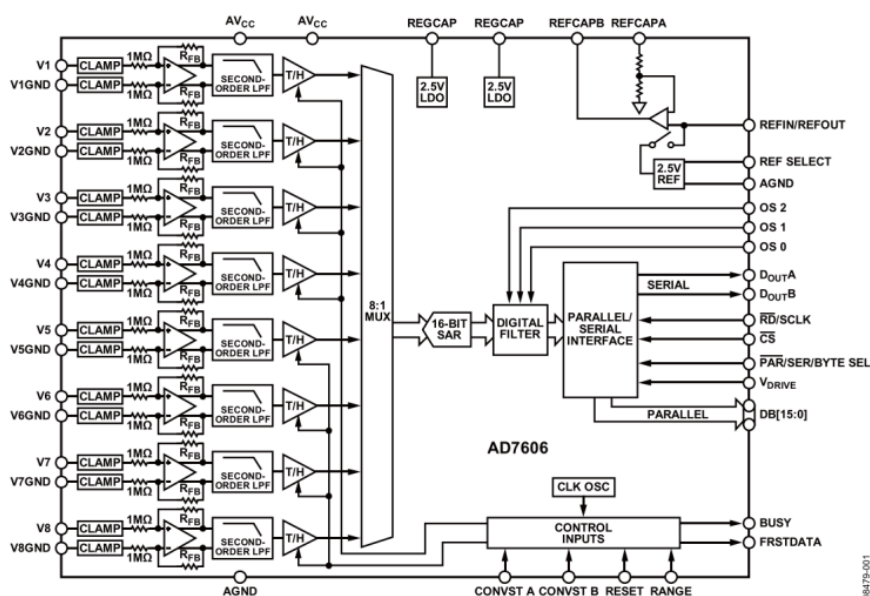 AVCC AVCC REGCAP REGCAP REFCAPB REFCAPA
V1 CLAMP 1MΩ RFB
V1GND CLAMP 1MΩ RFB SECOND-ORDER LPF T/H
2.5V LDO
2.5V LDO
V2 CLAMP 1MΩ RFB
V2GND CLAMP 1MΩ RFB SECOND-ORDER LPF T/H
REFIN/REFOUT
REF SELECT
2.5V REF
AGND
V3 CLAMP 1MΩ RFB
V3GND CLAMP 1MΩ RFB SECOND-ORDER LPF T/H
OS 2
OS 1
OS 0
V4 CLAMP 1MΩ RFB
V4GND CLAMP 1MΩ RFB SECOND-ORDER LPF T/H
8:1 MUX
16-BIT SAR
DIGITAL FILTER
PARALLEL/ SERIAL INTERFACE
SERIAL
DOUTA
DOUTB
RD/SCLK
CS
PAR/SER/BYTE SEL
VDRIVE
PARALLEL
DB[15:0]
V5 CLAMP 1MΩ RFB
V5GND CLAMP 1MΩ RFB SECOND-ORDER LPF T/H
V6 CLAMP 1MΩ RFB
V6GND CLAMP 1MΩ RFB SECOND-ORDER LPF T/H
AD7606
V7 CLAMP 1MΩ RFB
V7GND CLAMP 1MΩ RFB SECOND-ORDER LPF T/H
CLK OSC
V8 CLAMP 1MΩ RFB
V8GND CLAMP 1MΩ RFB SECOND-ORDER LPF T/H
CONTROL INPUTS
BUSY
FRSTDATA
AGND
CONVST A CONVST B RESET RANGE
8479-001